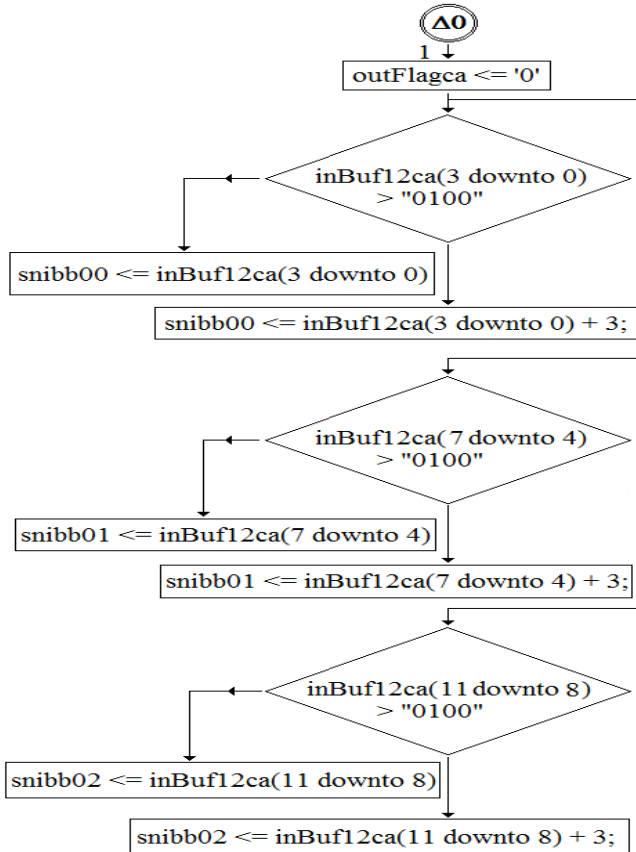 Δ0
1
outFlagca <= '0'
inBuf12ca(3 downto 0)
> "0100"
snibb00 <= inBuf12ca(3 downto 0)
snibb00 <= inBuf12ca(3 downto 0) + 3;
inBuf12ca(7 downto 4)
> "0100"
snibb01 <= inBuf12ca(7 downto 4)
snibb01 <= inBuf12ca(7 downto 4) + 3;
inBuf12ca(11 downto 8)
> "0100"
snibb02 <= inBuf12ca(11 downto 8)
snibb02 <= inBuf12ca(11 downto 8) + 3;